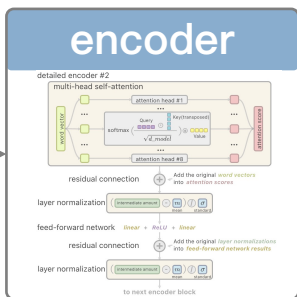 encoder
detailed encoder #2
multi-head self-attention
attention head #1
...
word vector
softmax
Query
Key(transposed)
√d_model
Value
attention score
...
attention head #8
residual connection
Add the original word vectors
into attention scores
layer normalization
intermediate amount
mean
σ
standard
feed-forward network linear + ReLU + linear
residual connection
Add the original layer normalizations
into feed-forward network results
layer normalization
intermediate amount
mean
σ
standard
to next encoder block